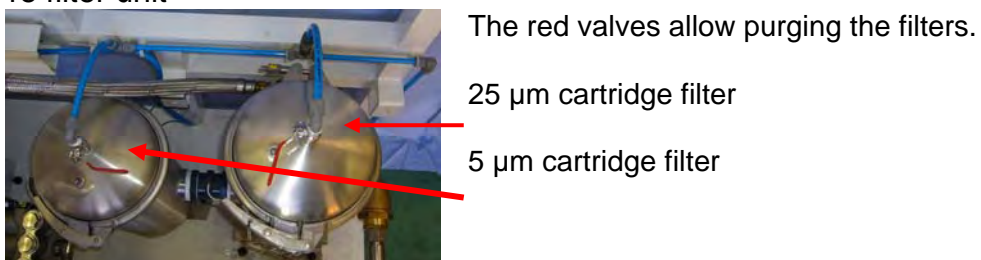 The red valves allow purging the filters.
25 µm cartridge filter
5 µm cartridge filter